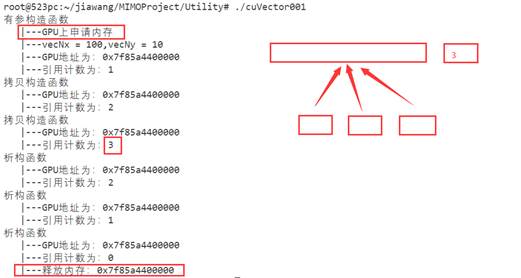 root@523pc:~/jiawang/MIMOProject/Utility# ./cuVector001
有参构造函数
|---GPU上申请内存
|---vecNx = 100,vecNy = 10
|---GPU地址为: 0x7f85a4400000
|---引用计数为: 1
拷贝构造函数
|---GPU地址为: 0x7f85a4400000
|---引用计数为: 2
拷贝构造函数
|---GPU地址为: 0x7f85a4400000
|---引用计数为: 3
析构函数
|---GPU地址为: 0x7f85a4400000
|---引用计数为: 2
析构函数
|---GPU地址为: 0x7f85a4400000
|---引用计数为: 1
析构函数
|---GPU地址为: 0x7f85a4400000
|---引用计数为: 0
|---释放内存: 0x7f85a4400000
3